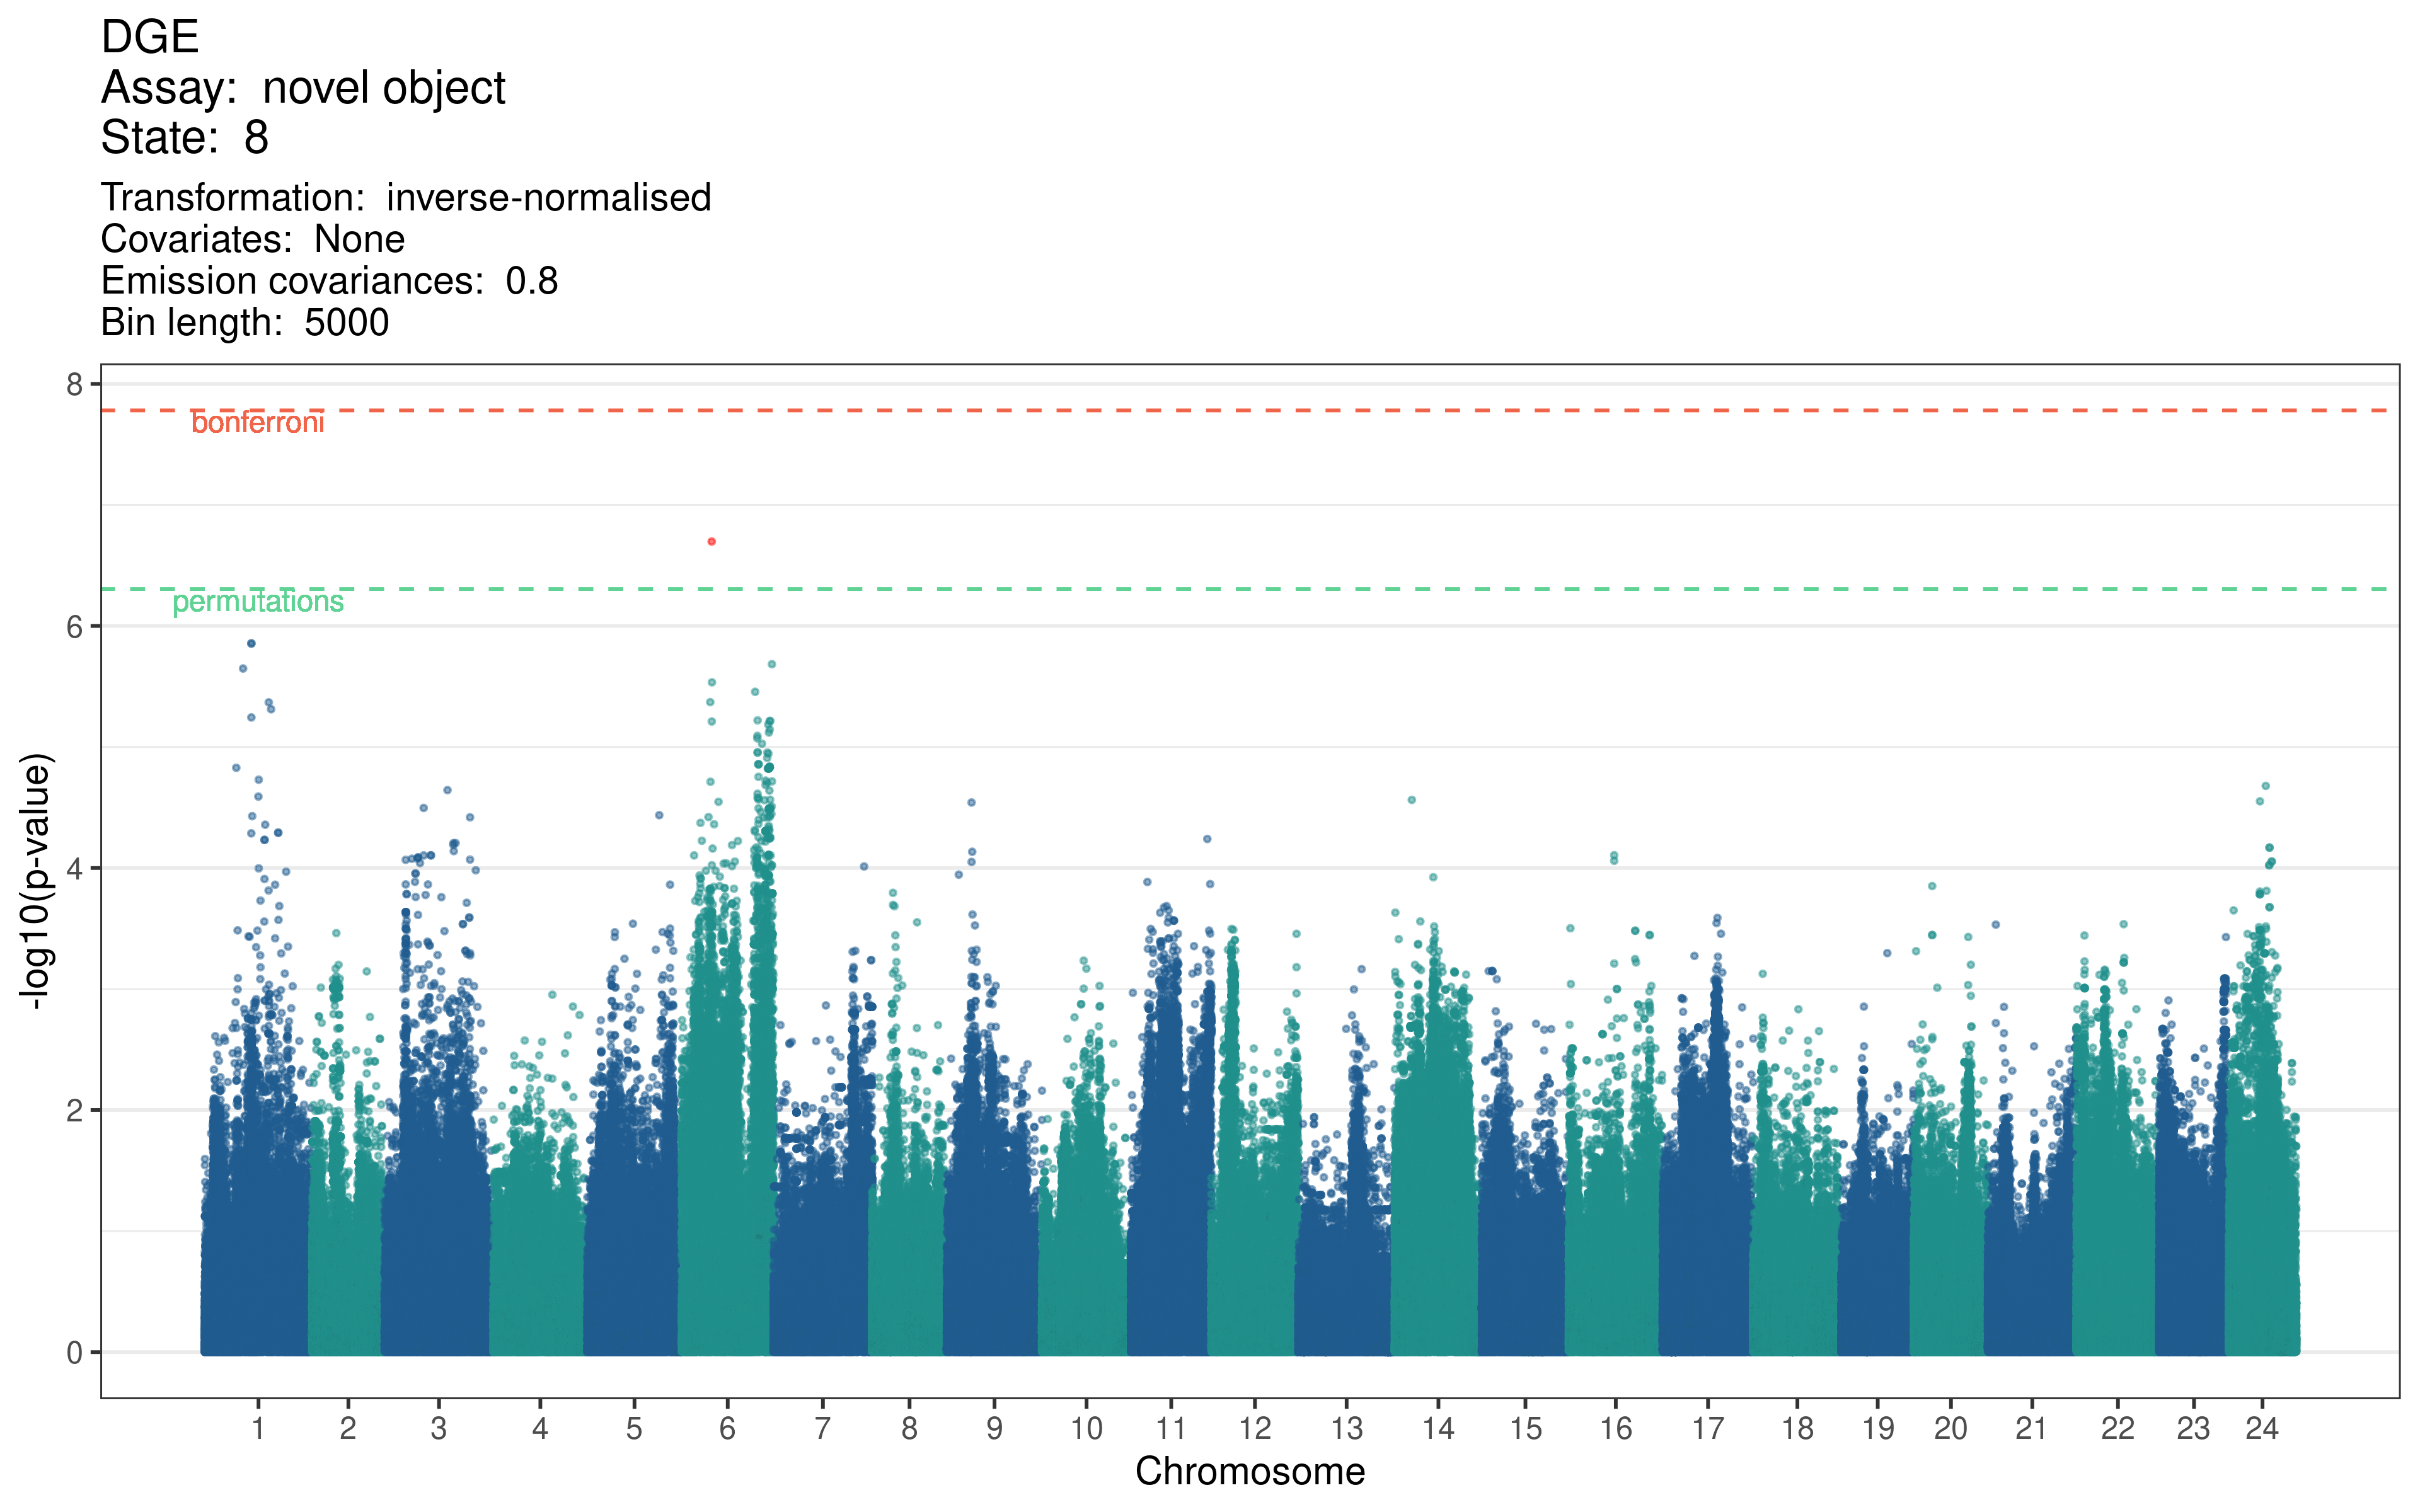 DGE
Assay:  novel object
State:  8
Transformation:  inverse-normalised
Covariates:  None
Emission covariances:  0.8
Bin length:  5000
8
bonferroni
permutations
6
-log10(p-value)
4
2
0
1 2 3 4 5 6 7 8 9 10 11 12 13 14 15 16 17 18 19 20 21 22 23 24
Chromosome